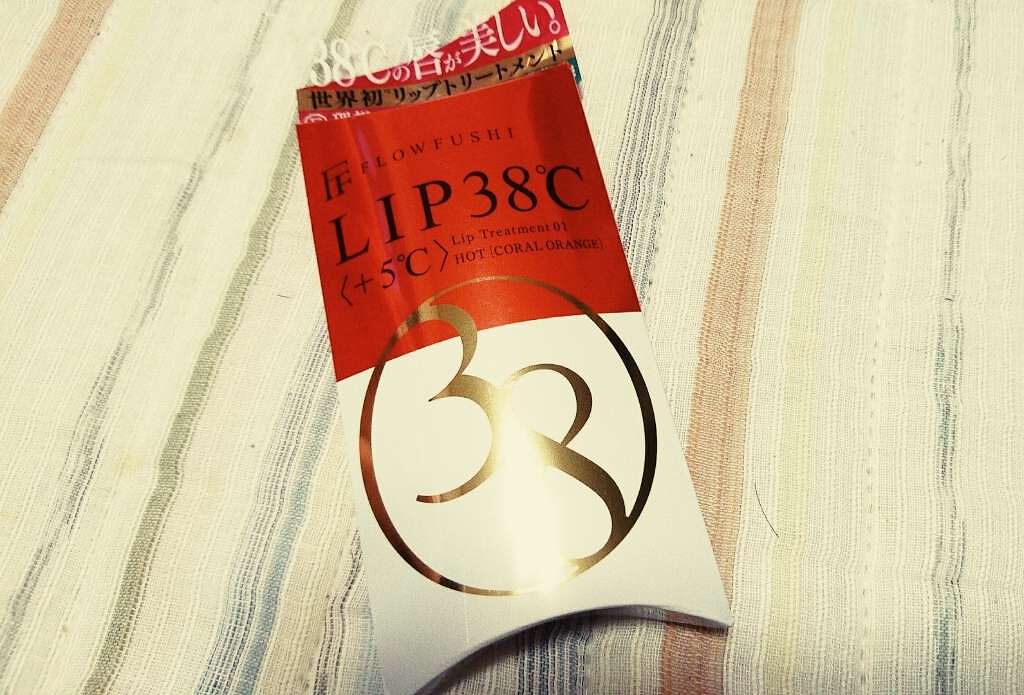 38℃の唇が美しい。
世界初*リップトリートメント
FLOWFUSHI
LIP38℃
〈+5℃〉
Lip Treatment 01
HOT [CORAL ORANGE]
38